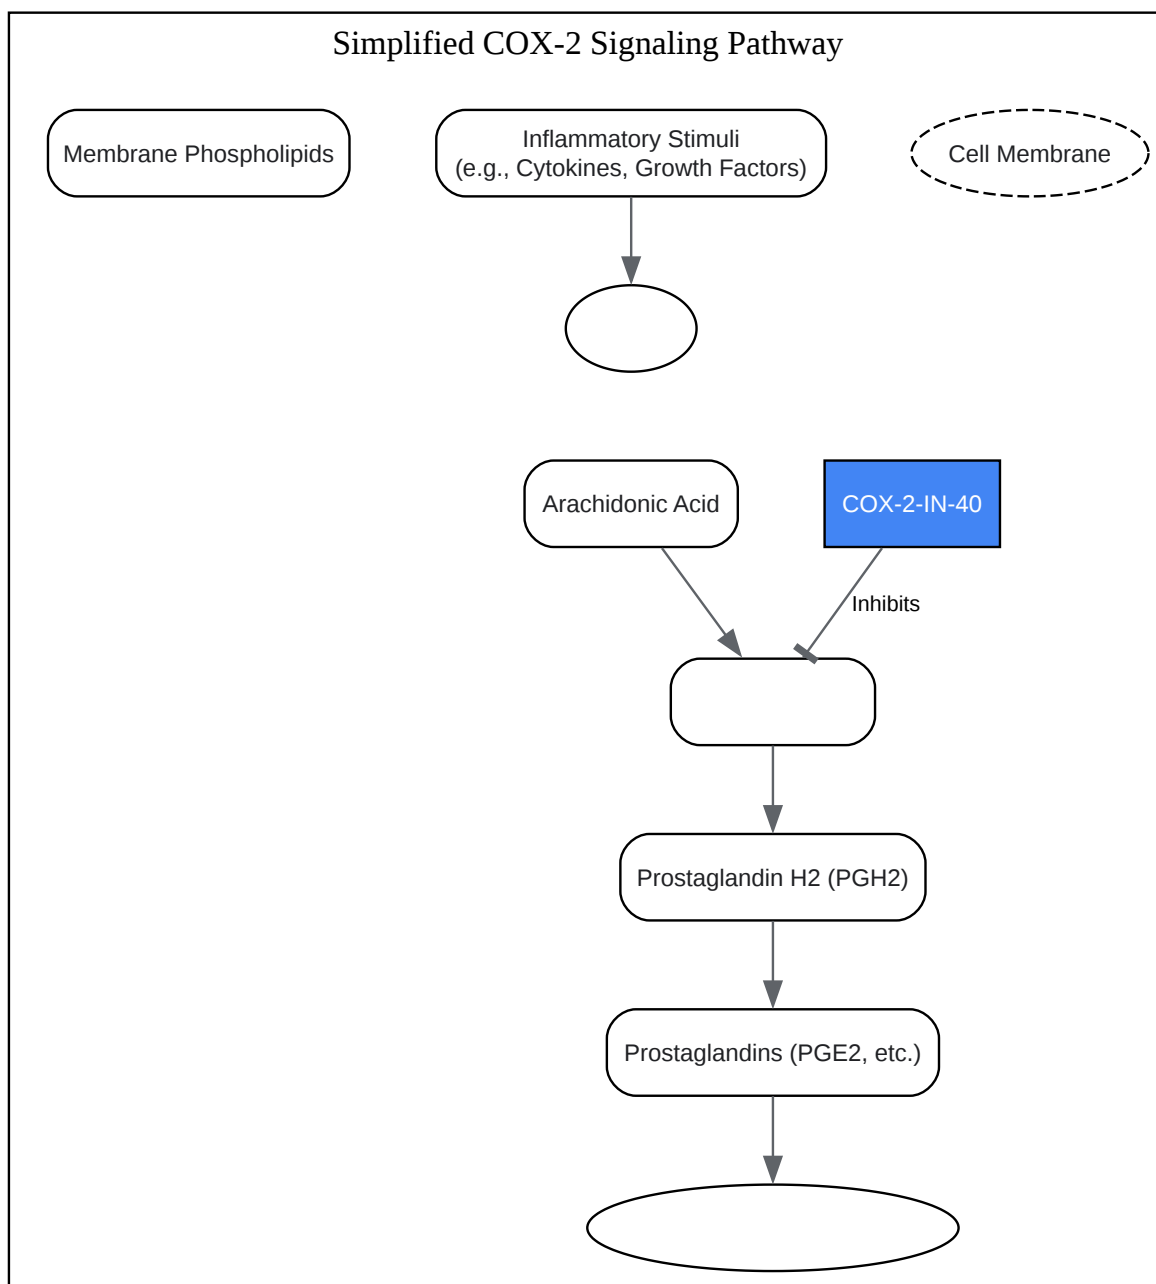 Simplified COX-2 Signaling Pathway
Membrane Phospholipids
Inflammatory Stimuli
(e.g., Cytokines, Growth Factors)
Cell Membrane
Arachidonic Acid
COX-2-IN-40
Inhibits
Prostaglandin H2 (PGH2)
Prostaglandins (PGE2, etc.)